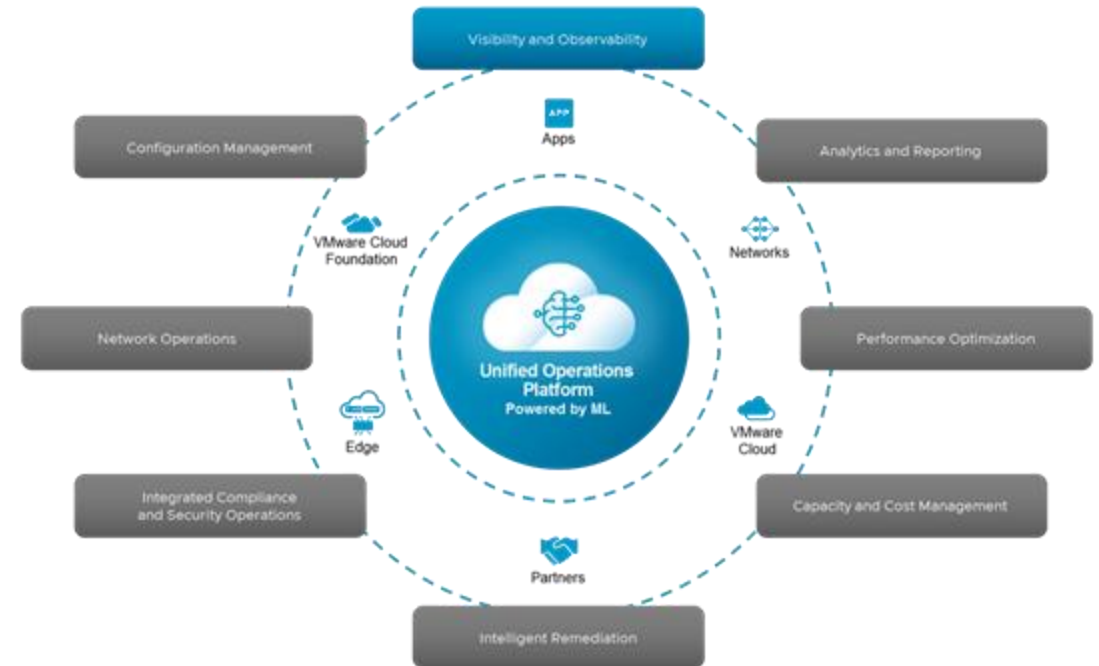 Visibility and Observability
APP
Apps
Configuration Management
Analytics and Reporting
VMware Cloud
Foundation
Networks
Network Operations
Unified Operations
Platform
Powered by ML
Performance Optimization
Edge
VMware
Cloud
Integrated Compliance
and Security Operations
Capacity and Cost Management
Partners
Intelligent Remediation